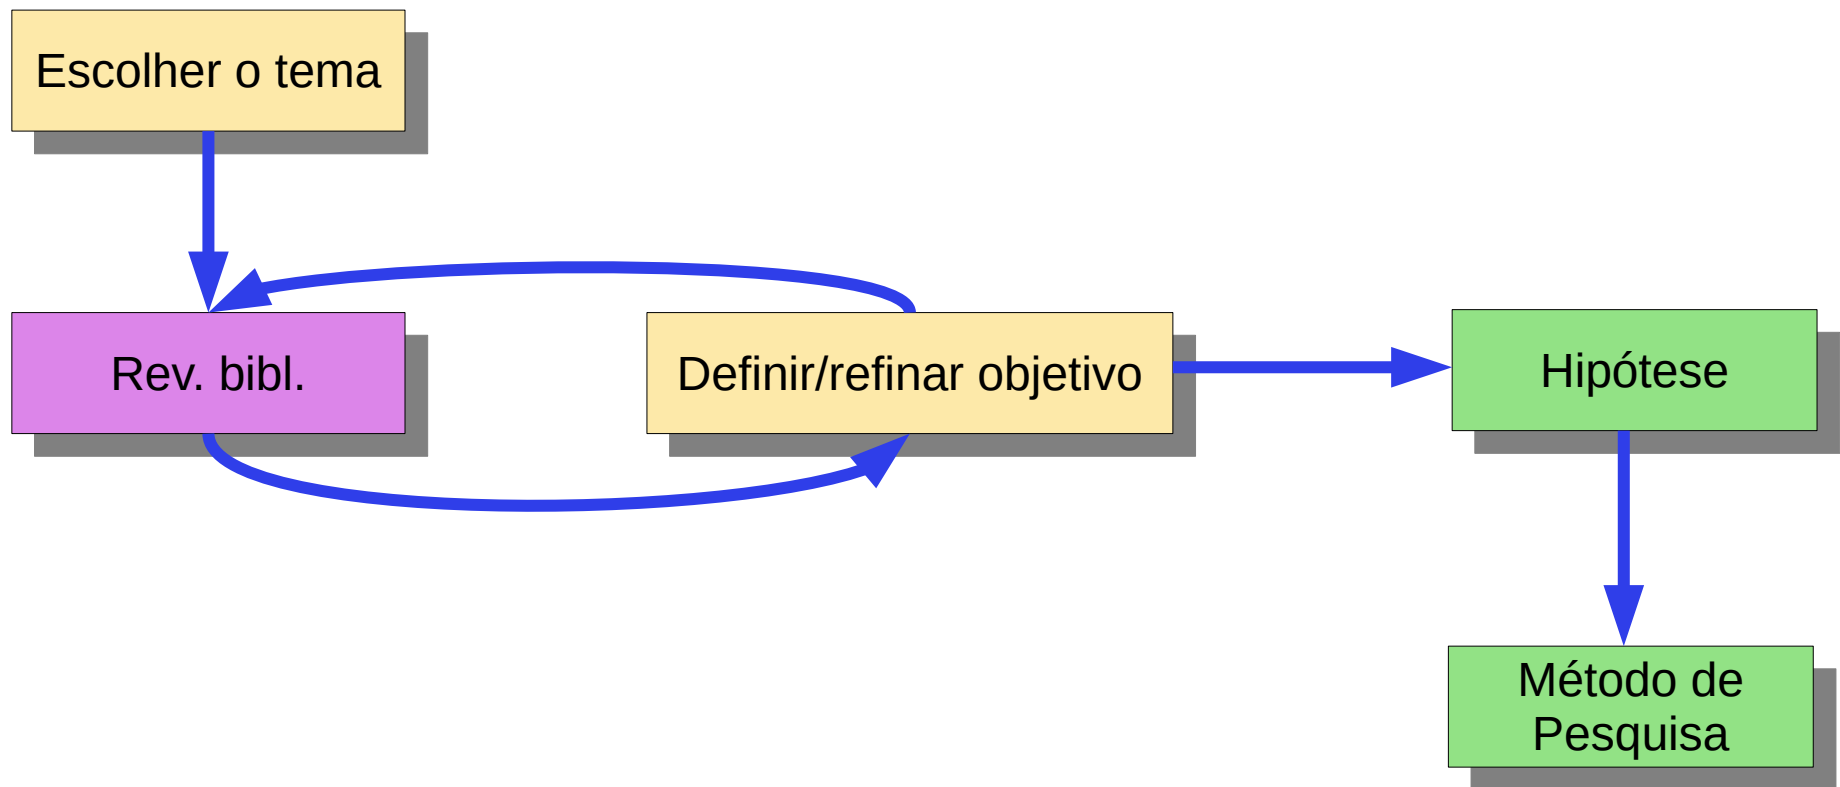 Escolher o tema
Rev. bibl.
Definir/refinar objetivo
Hipótese
Método de
Pesquisa